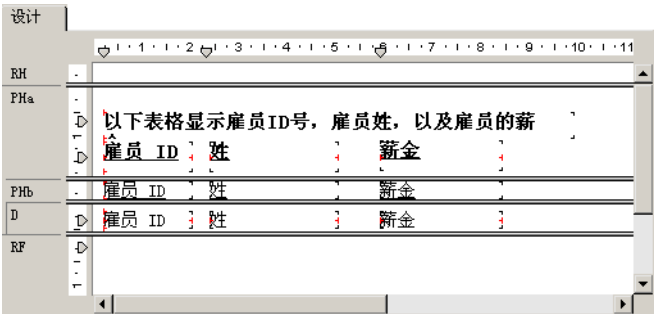 设计
1 2 3 4 5 6 7 8 9 10 11
RH
PHa
以下表格显示雇员ID号，雇员姓，以及雇员的薪
雇员 ID 姓 薪金
PHb 雇员 ID 姓 薪金
D 雇员 ID 姓 薪金
RF